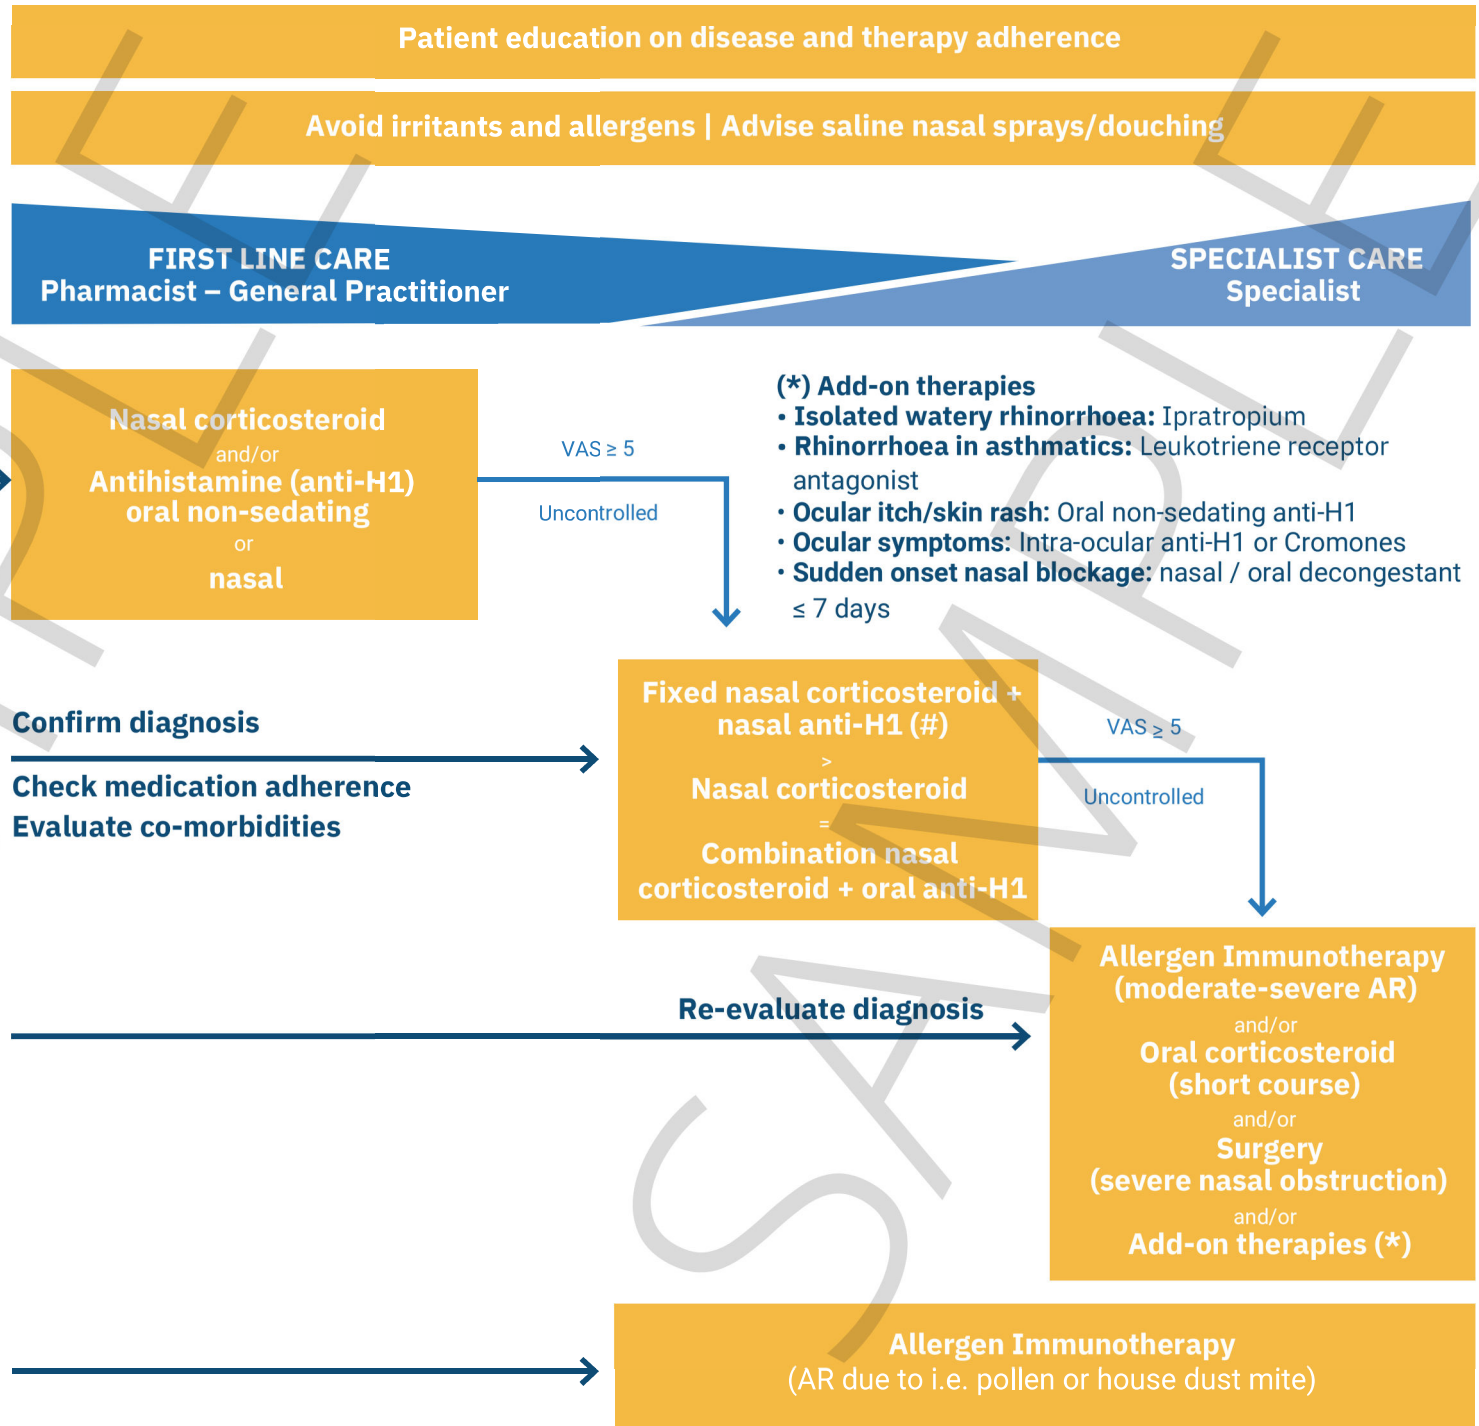 Patient education on disease and therapy adherence
Avoid irritants and allergens | Advise saline nasal sprays/douching
FIRST LINE CARE
Pharmacist – General Practitioner
SPECIALIST CARE
Specialist
Nasal corticosteroid
and/or
Antihistamine (anti-H1)
oral non-sedating
or
nasal
VAS ≥ 5
Uncontrolled
(*) Add-on therapies
• Isolated watery rhinorrhoea: Ipratropium
• Rhinorrhoea in asthmatics: Leukotriene receptor
antagonist
• Ocular itch/skin rash: Oral non-sedating anti-H1
• Ocular symptoms: Intra-ocular anti-H1 or Cromones
• Sudden onset nasal blockage: nasal / oral decongestant
≤ 7 days
Confirm diagnosis
Check medication adherence
Evaluate co-morbidities
Fixed nasal corticosteroid +
nasal anti-H1 (#)
>
Nasal corticosteroid
=
Combination nasal
corticosteroid + oral anti-H1
VAS ≥ 5
Uncontrolled
Re-evaluate diagnosis
Allergen Immunotherapy
(moderate-severe AR)
and/or
Oral corticosteroid
(short course)
and/or
Surgery
(severe nasal obstruction)
and/or
Add-on therapies (*)
Allergen Immunotherapy
(AR due to i.e. pollen or house dust mite)
SAMPLE
PLE